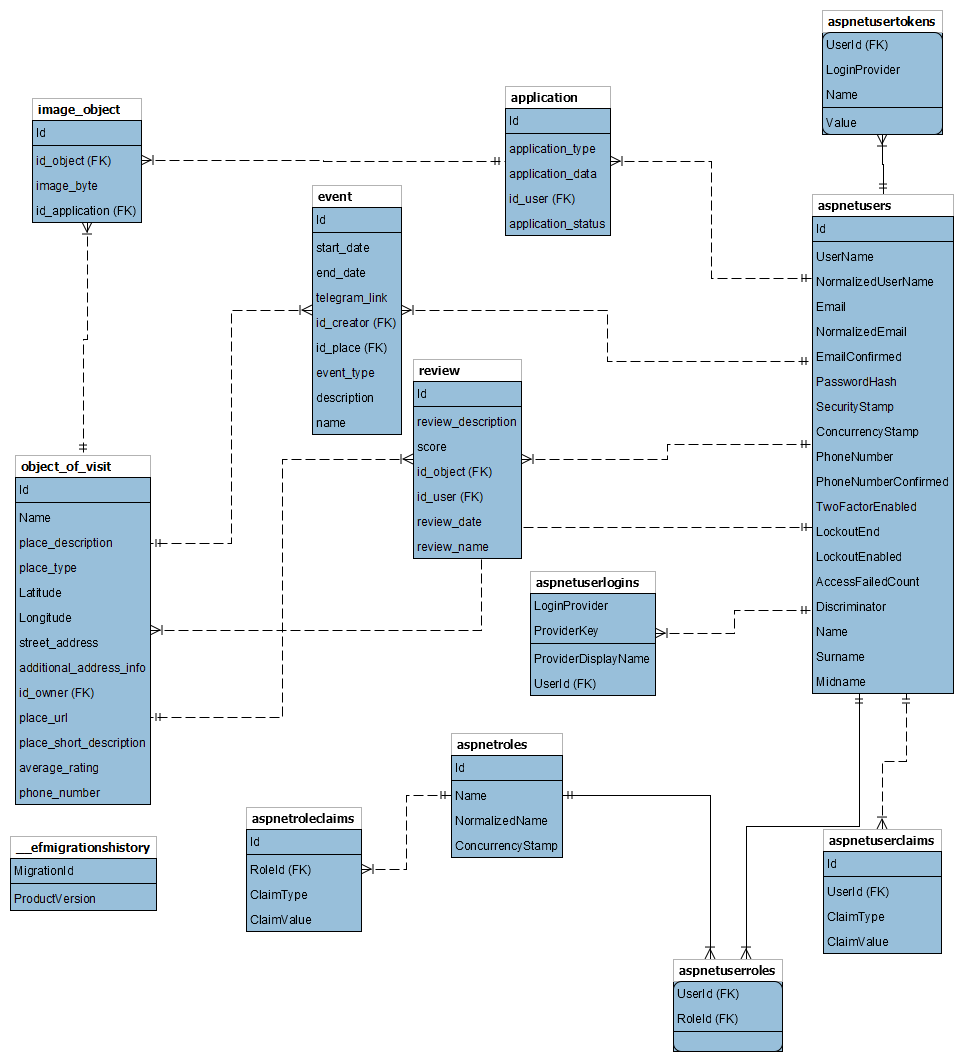 aspnetusertokens
UserId (FK)
LoginProvider
Name
Value
image_object
Id
id_object (FK)
image_byte
id_application (FK)
application
Id
application_type
application_data
id_user (FK)
application_status
event
Id
start_date
end_date
telegram_link
id_creator (FK)
id_place (FK)
event_type
description
name
aspnetusers
Id
UserName
NormalizedUserName
Email
NormalizedEmail
EmailConfirmed
PasswordHash
SecurityStamp
ConcurrencyStamp
PhoneNumber
PhoneNumberConfirmed
TwoFactorEnabled
LockoutEnd
LockoutEnabled
AccessFailedCount
Discriminator
Name
Surname
Midname
review
Id
review_description
score
id_object (FK)
id_user (FK)
review_date
review_name
object_of_visit
Id
Name
place_description
place_type
Latitude
Longitude
street_address
additional_address_info
id_owner (FK)
place_url
place_short_description
average_rating
phone_number
aspnetuserlogins
LoginProvider
ProviderKey
ProviderDisplayName
UserId (FK)
aspnetroles
Id
Name
NormalizedName
ConcurrencyStamp
aspnetroleclaims
Id
RoleId (FK)
ClaimType
ClaimValue
__efmigrationshistory
MigrationId
ProductVersion
aspnetuserclaims
Id
UserId (FK)
ClaimType
ClaimValue
aspnetuserroles
UserId (FK)
RoleId (FK)